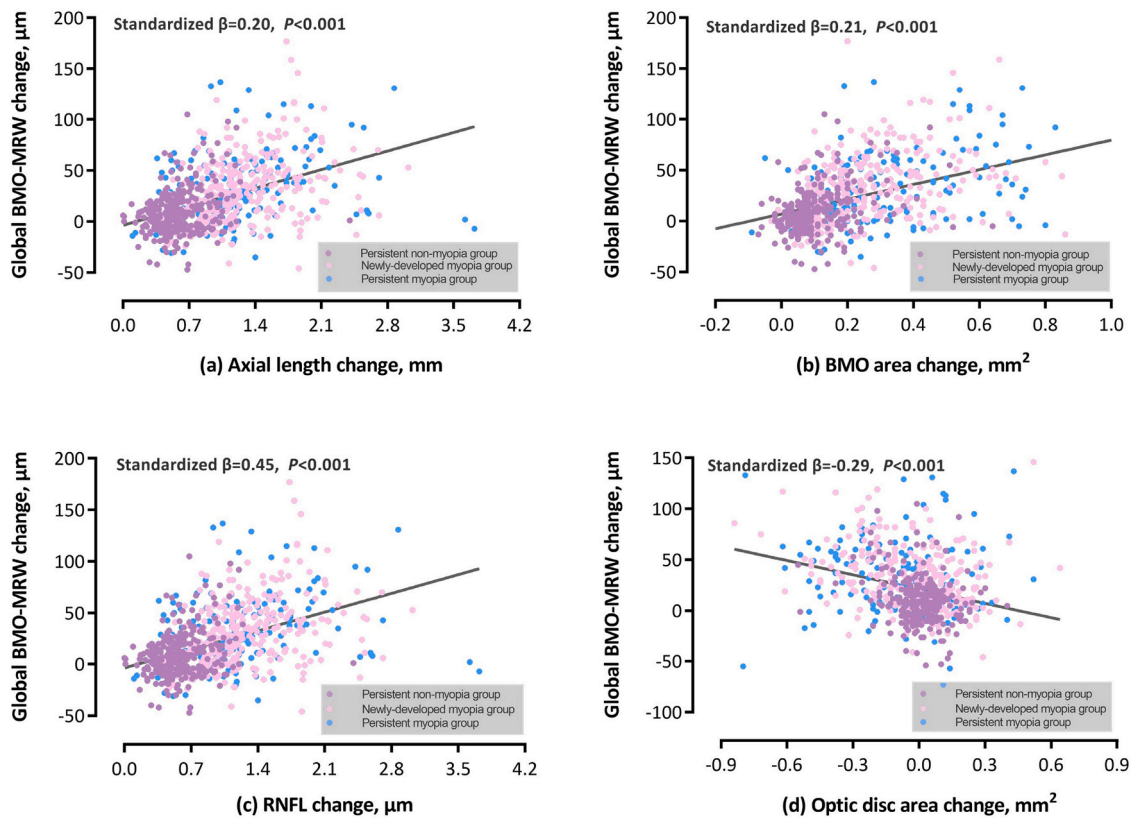 Standardized β=0.20, P<0.001
Global BMO-MRW change, µm
200
150
100
50
0
-50
Persistent non-myopia group
Newly-developed myopia group
Persistent myopia group
0.0 0.7 1.4 2.1 2.8 3.5 4.2
(a) Axial length change, mm
Standardized β=0.21, P<0.001
Global BMO-MRW change, µm
200
150
100
50
0
-50
Persistent non-myopia group
Newly-developed myopia group
Persistent myopia group
-0.2 0.0 0.2 0.4 0.6 0.8 1.0
(b) BMO area change, mm²
Standardized β=0.45, P<0.001
Global BMO-MRW change, µm
200
150
100
50
0
-50
Persistent non-myopia group
Newly-developed myopia group
Persistent myopia group
0.0 0.7 1.4 2.1 2.8 3.5 4.2
(c) RNFL change, µm
Standardized β=-0.29, P<0.001
Global BMO-MRW change, µm
150
100
50
0
-50
-100
Persistent non-myopia group
Newly-developed myopia group
Persistent myopia group
-0.9 -0.6 -0.3 0.0 0.3 0.6 0.9
(d) Optic disc area change, mm²